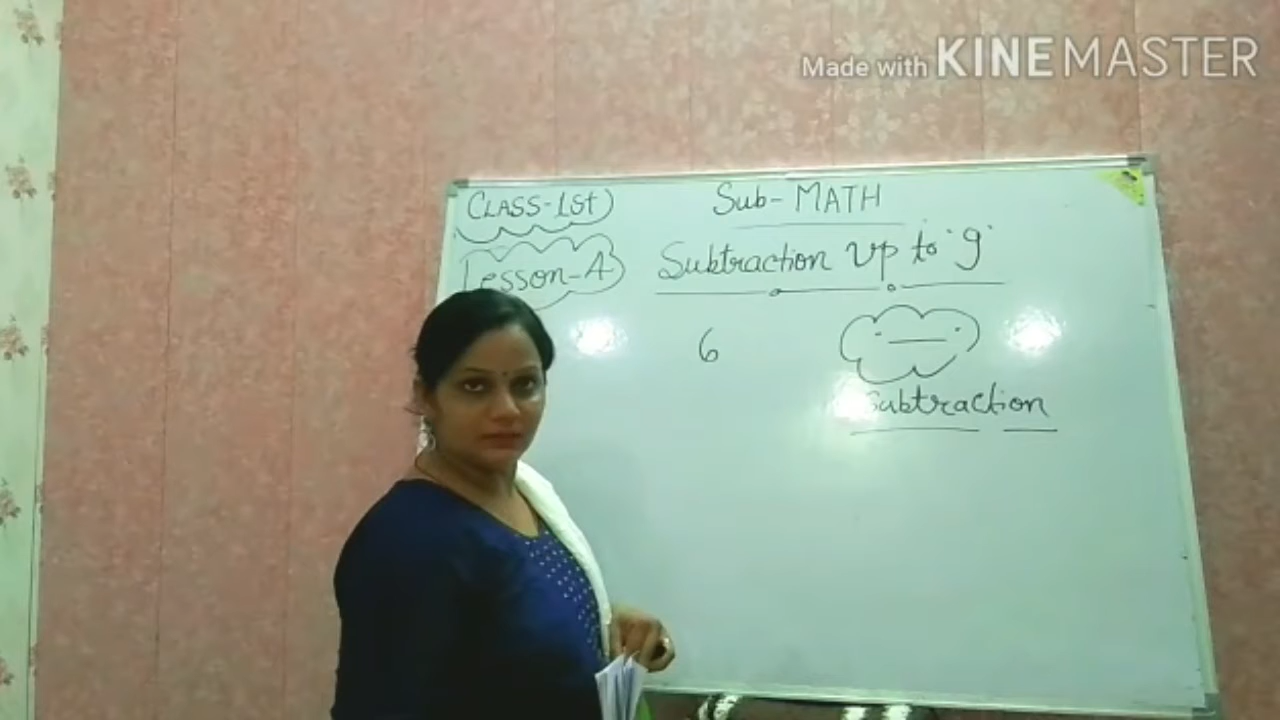 Made with KINEMASTER
CLASS-1st
Sub- MATH
Lesson-4
Subtraction up to '9'
6
-
Subtraction